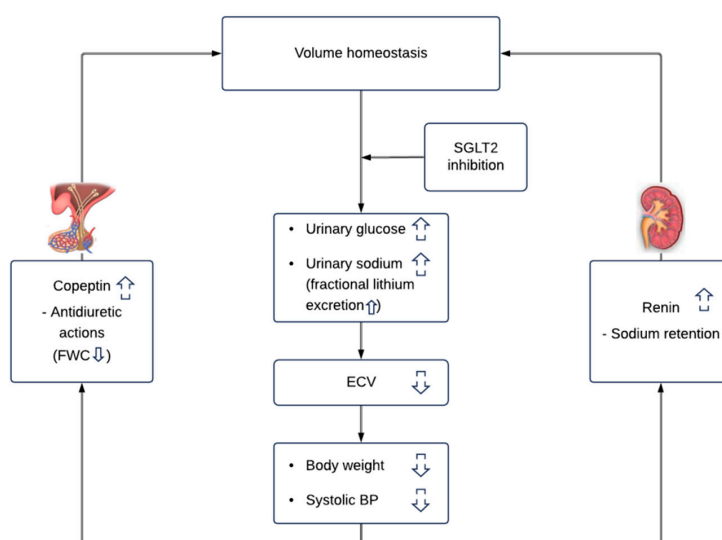 Volume homeostasis
SGLT2
inhibition
• Urinary glucose ⇧
• Urinary sodium ⇧
(fractional lithium
excretion⇧)
Copeptin ⇧
- Antidiuretic
actions
(FWC⇩)
Renin ⇧
- Sodium retention
ECV ⇩
• Body weight ⇩
• Systolic BP ⇩